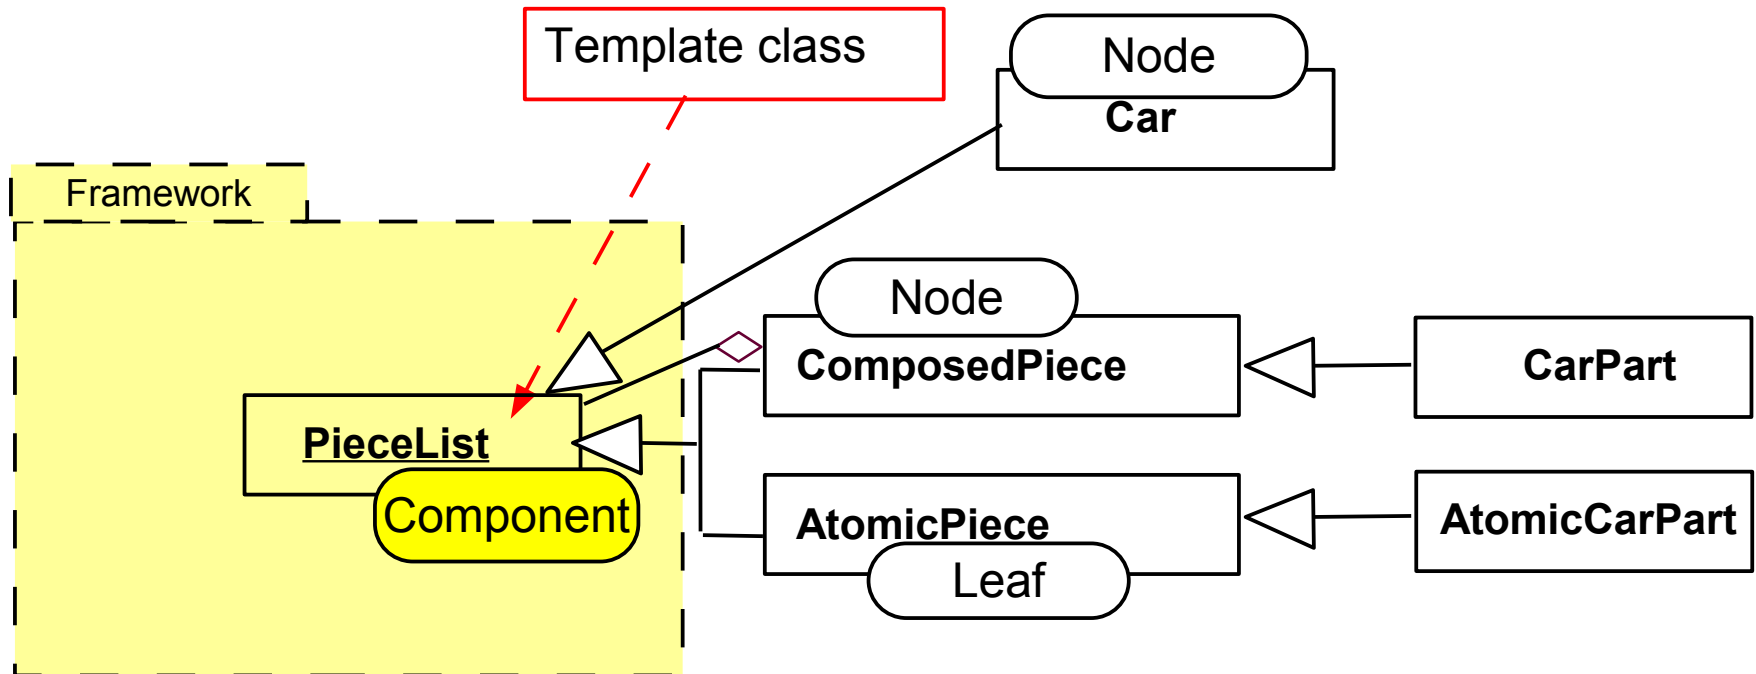 Template class
Node
Car
Framework
Node
ComposedPiece
CarPart
PieceList
Component
AtomicPiece
AtomicCarPart
Leaf